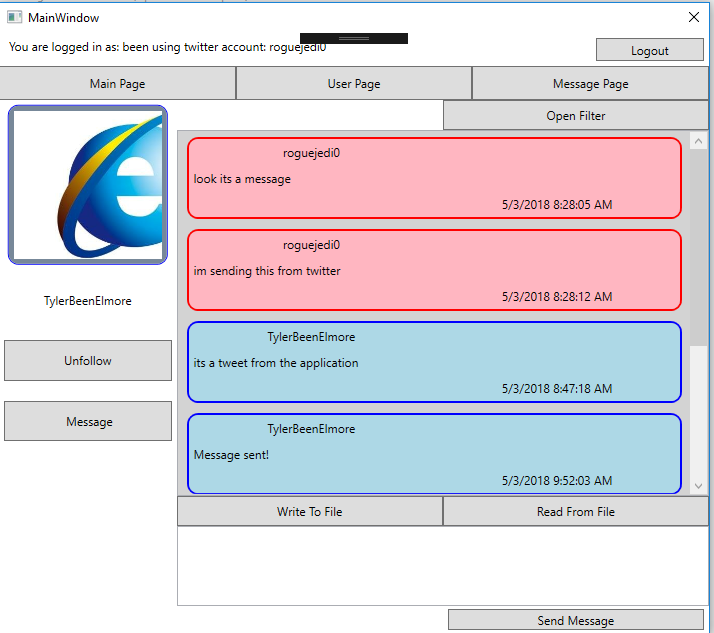 MainWindow
You are logged in as: been using twitter account: roguejedi0
Logout
Main Page
User Page
Message Page
Open Filter
roguejedi0
look its a message
5/3/2018 8:28:05 AM
roguejedi0
im sending this from twitter
5/3/2018 8:28:12 AM
TylerBeenElmore
TylerBeenElmore
its a tweet from the application
5/3/2018 8:47:18 AM
Unfollow
Message
TylerBeenElmore
Message sent!
5/3/2018 9:52:03 AM
Write To File
Read From File
Send Message